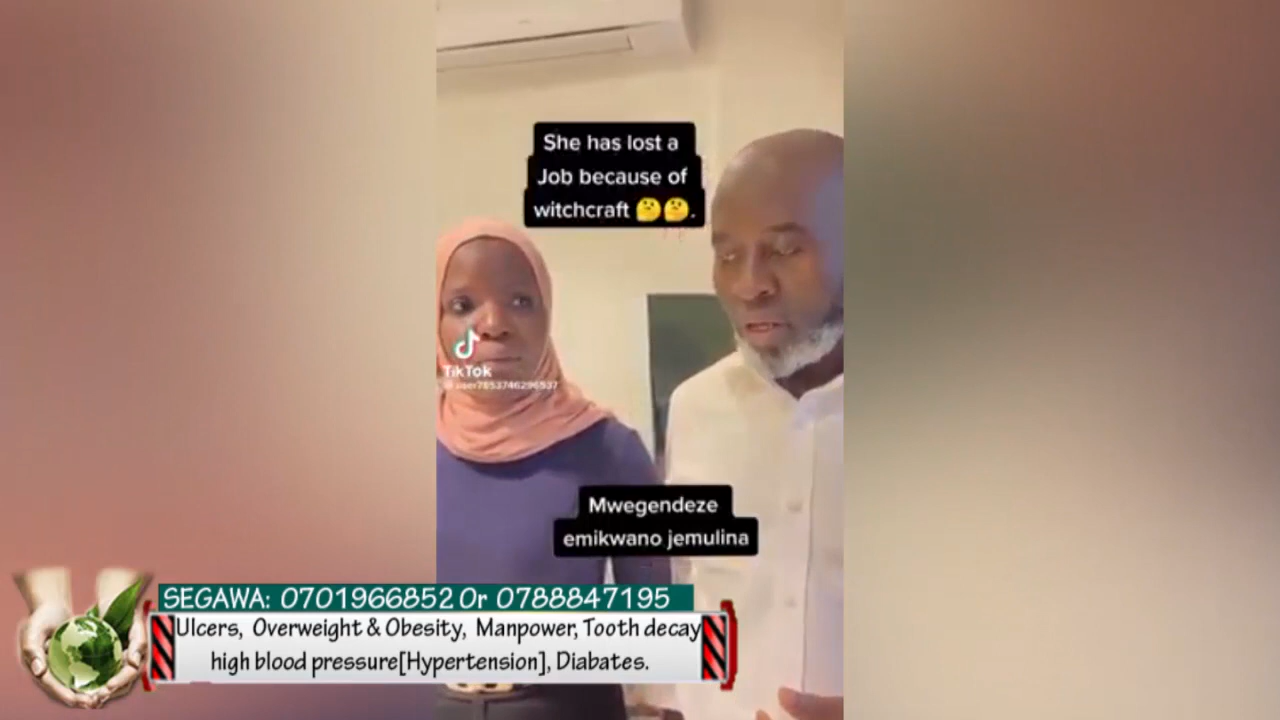 She has lost a
Job because of
witchcraft 🤔🤔.
TikTok
@user7853746296537
Mwegendeze
emikwano jemulina
SEGAWA: 0701966852 Or 0788847195
Ulcers, Overweight & Obesity, Manpower, Tooth decay
high blood pressure[Hypertension], Diabates.